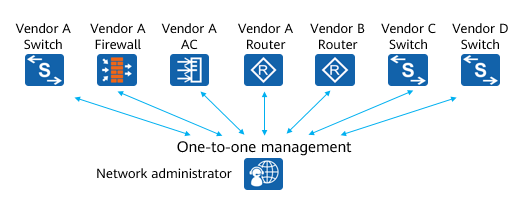 Vendor A Switch
Vendor A Firewall
Vendor A AC
Vendor A Router
Vendor B Router
Vendor C Switch
Vendor D Switch
S
R
R
S
S
One-to-one management
Network administrator